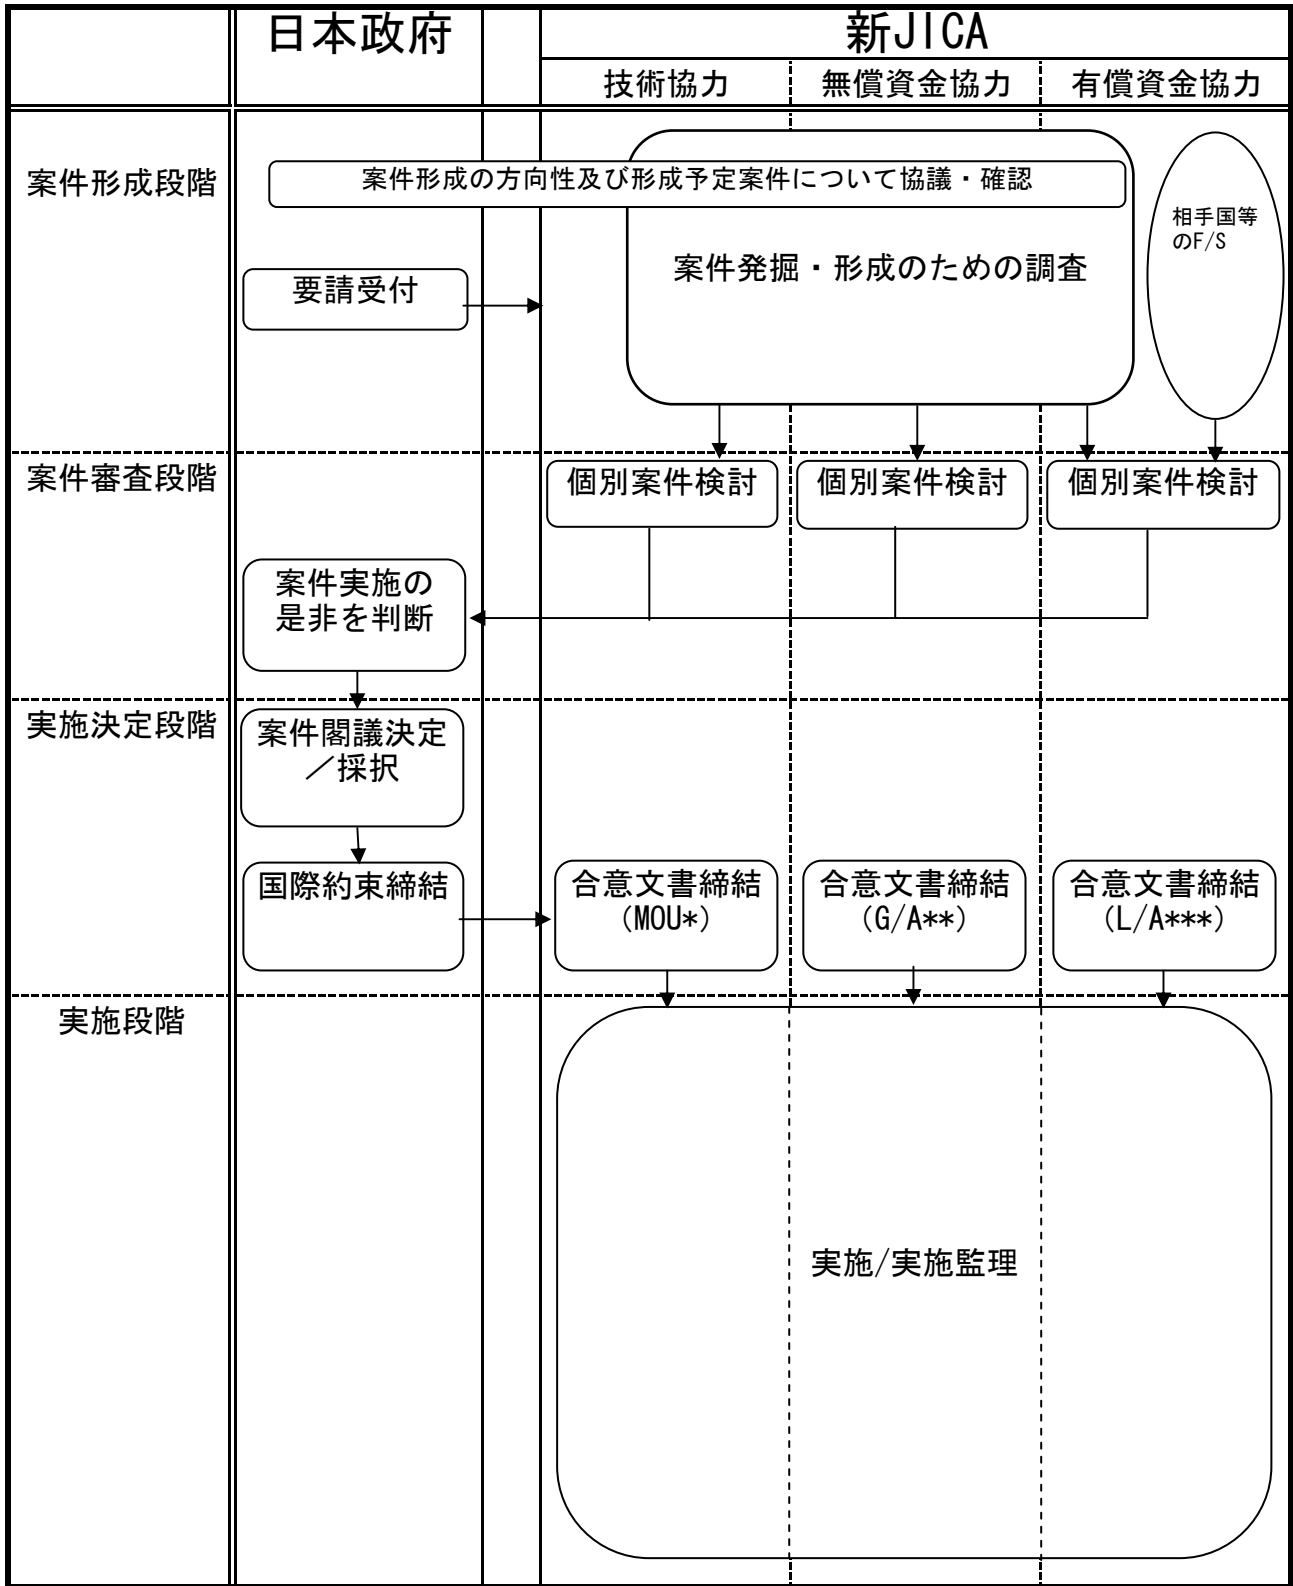 日本政府
新JICA
技術協力
無償資金協力
有償資金協力
案件形成段階
案件形成の方向性及び形成予定案件について協議・確認
相手国等
のF/S
案件発掘・形成のための調査
要請受付
案件審査段階
個別案件検討
個別案件検討
個別案件検討
案件実施の
是非を判断
実施決定段階
案件閣議決定
／採択
国際約束締結
合意文書締結
(MOU*)
合意文書締結
(G/A**)
合意文書締結
(L/A***)
実施段階
実施/実施監理